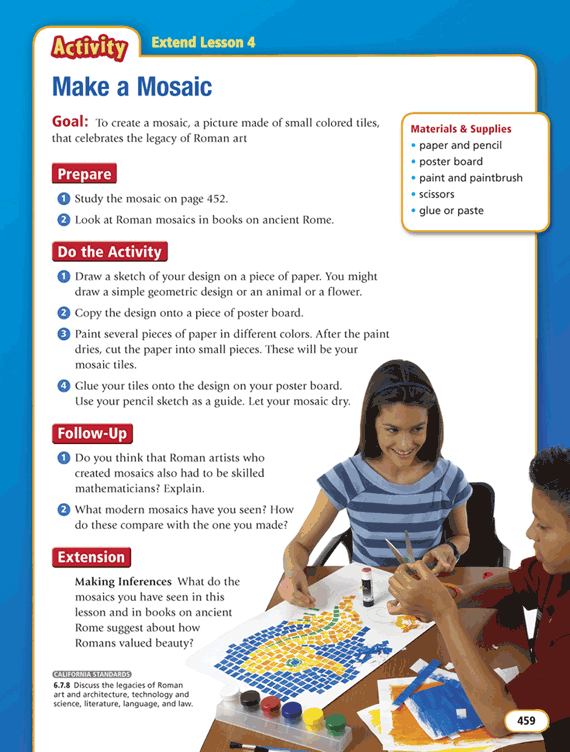 Activity
Extend Lesson 4
Make a Mosaic
Goal: To create a mosaic, a picture made of small colored tiles,
that celebrates the legacy of Roman art
Materials & Supplies
• paper and pencil
• poster board
• paint and paintbrush
• scissors
• glue or paste
Prepare
1 Study the mosaic on page 452.
2 Look at Roman mosaics in books on ancient Rome.
Do the Activity
1 Draw a sketch of your design on a piece of paper. You might
draw a simple geometric design or an animal or a flower.
2 Copy the design onto a piece of poster board.
3 Paint several pieces of paper in different colors. After the paint
dries, cut the paper into small pieces. These will be your
mosaic tiles.
4 Glue your tiles onto the design on your poster board.
Use your pencil sketch as a guide. Let your mosaic dry.
Follow-Up
1 Do you think that Roman artists who
created mosaics also had to be skilled
mathematicians? Explain.
2 What modern mosaics have you seen? How
do these compare with the one you made?
Extension
Making Inferences What do the
mosaics you have seen in this
lesson and in books on ancient
Rome suggest about how
Romans valued beauty?
CALIFORNIA STANDARDS
6.7.8 Discuss the legacies of Roman
art and architecture, technology and
science, literature, language, and law.
459